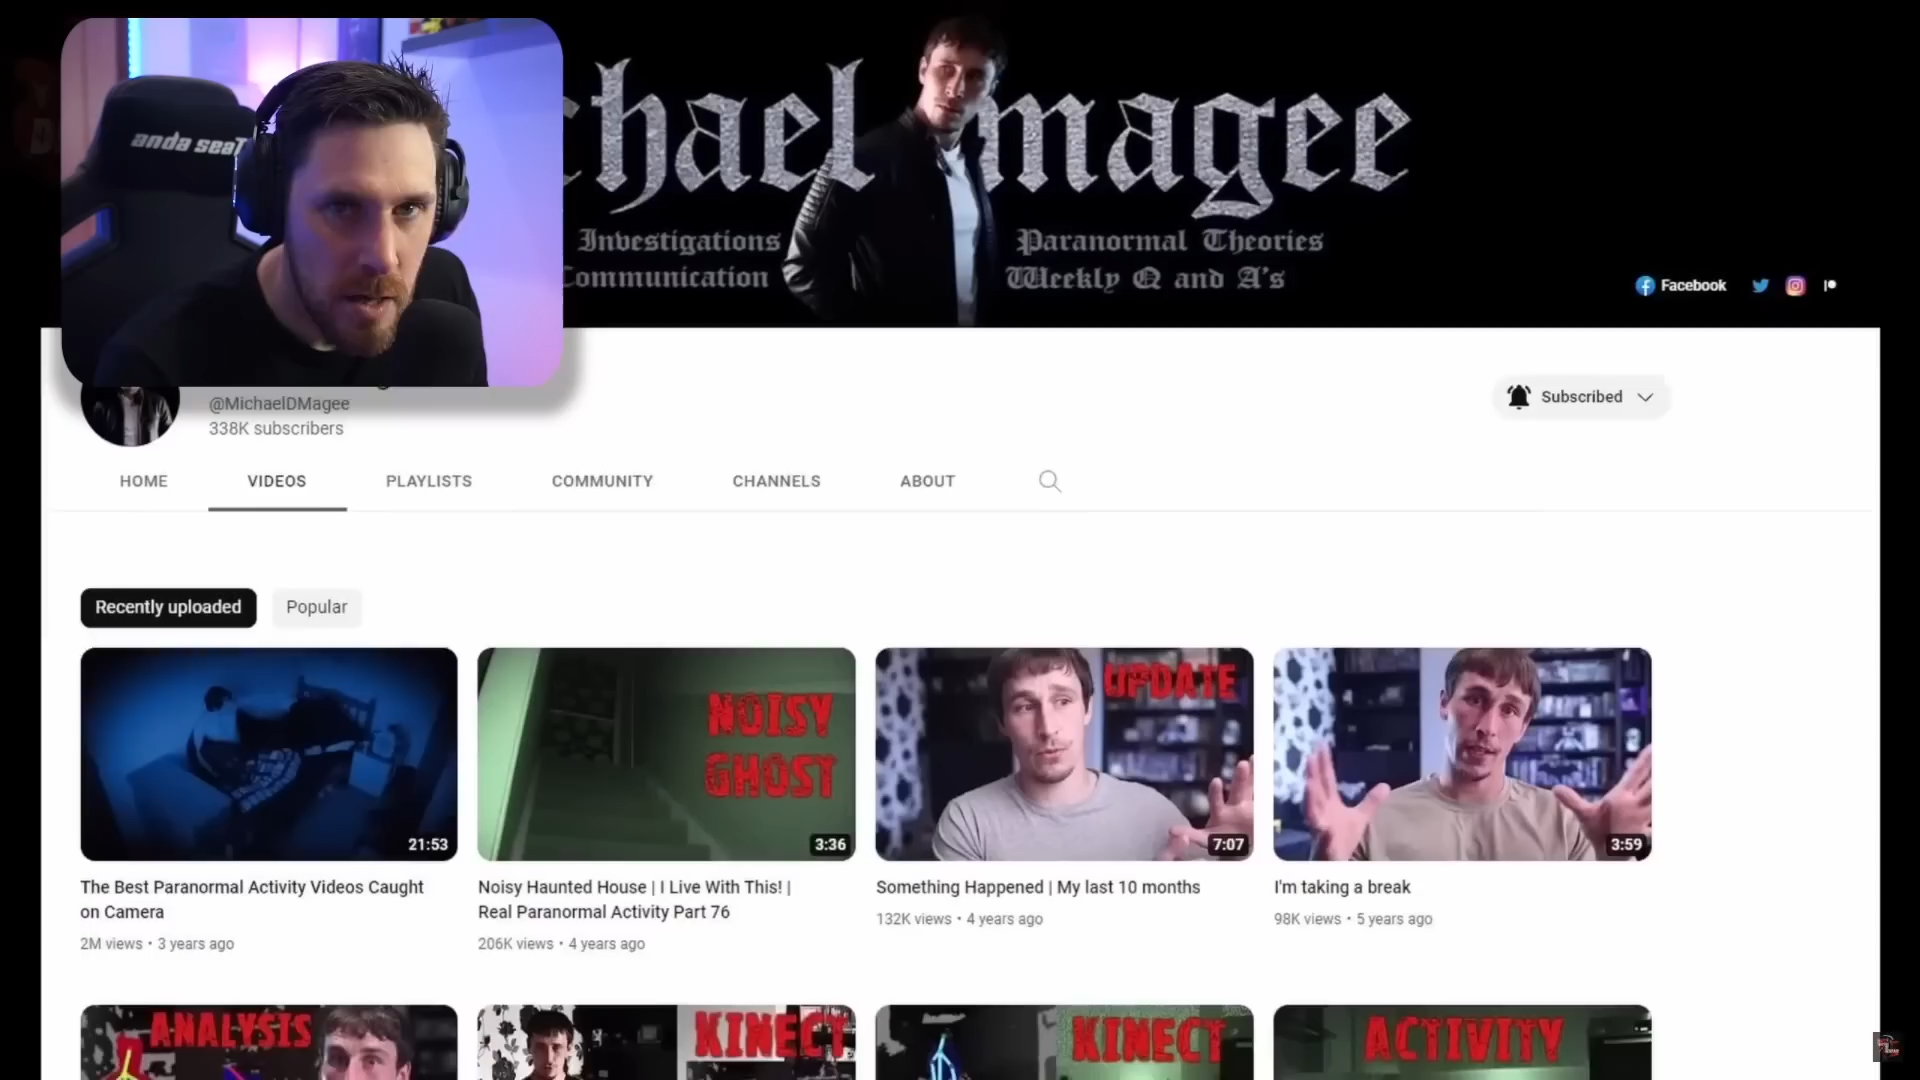 anda seaT
chael magee
Investigations
Paranormal Theories
Communication
Weekly Q and A's
Facebook
@MichaelDMagee
338K subscribers
Subscribed
HOME
VIDEOS
PLAYLISTS
COMMUNITY
CHANNELS
ABOUT
Recently uploaded
Popular
21:53
NOISY
GHOST
3:36
UPDATE
7:07
3:59
The Best Paranormal Activity Videos Caught
on Camera
2M views • 3 years ago
Noisy Haunted House | I Live With This! |
Real Paranormal Activity Part 76
206K views • 4 years ago
Something Happened | My last 10 months
132K views • 4 years ago
I'm taking a break
98K views • 5 years ago
ANALYSIS
KINECT
KINECT
ACTIVITY